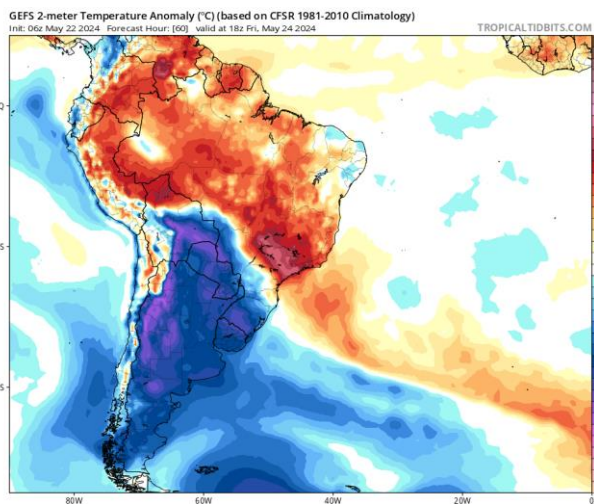 GEFS 2-meter Temperature Anomaly (°C) (based on CFSR 1981-2010 Climatology)
Init: 06z May 22 2024 Forecast Hour: [60] valid at 18z Fri, May 24 2024 TROPICALTIDBITS.COM
S
S
80W 60W 40W 20W 0